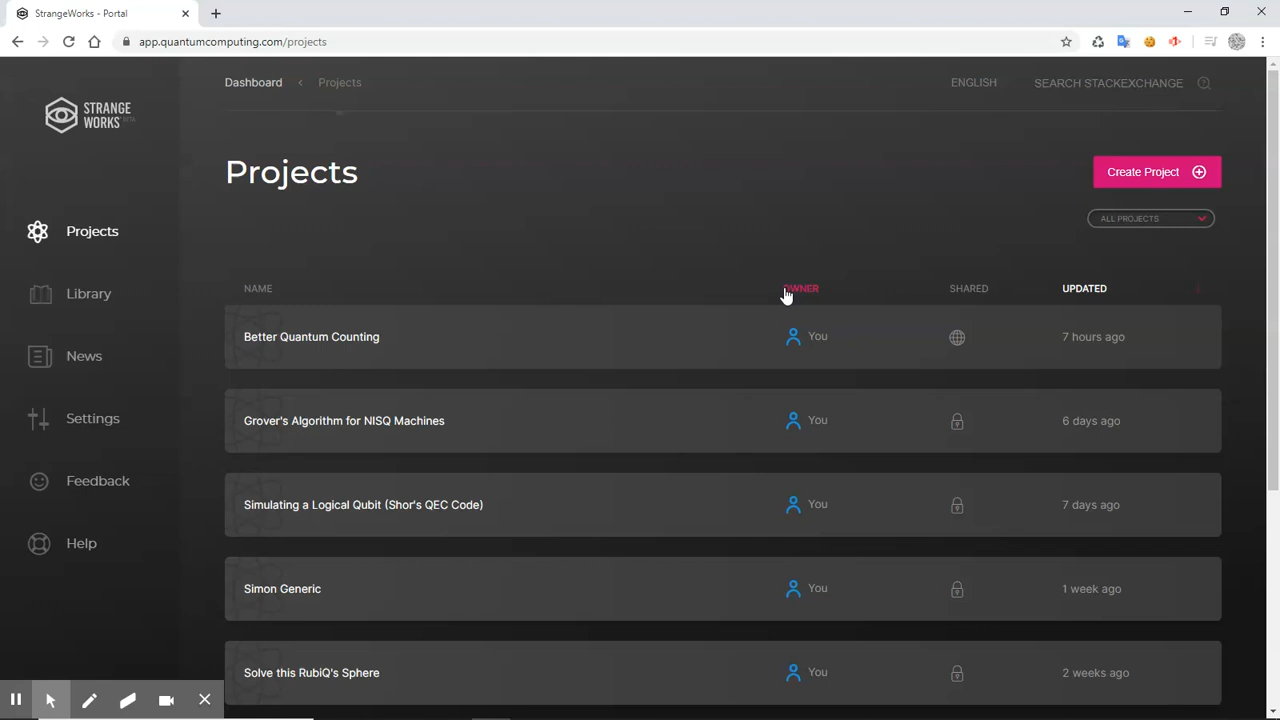 StrangeWorks - Portal
app.quantumcomputing.com/projects
STRANGE
WORKS BETA
Dashboard < Projects
ENGLISH
SEARCH STACKEXCHANGE
Projects
Create Project
ALL PROJECTS
Projects
Library
News
Settings
Feedback
Help
NAME OWNER SHARED UPDATED
Better Quantum Counting You 7 hours ago
Grover's Algorithm for NISQ Machines You 6 days ago
Simulating a Logical Qubit (Shor's QEC Code) You 7 days ago
Simon Generic You 1 week ago
Solve this RubiQ's Sphere You 2 weeks ago